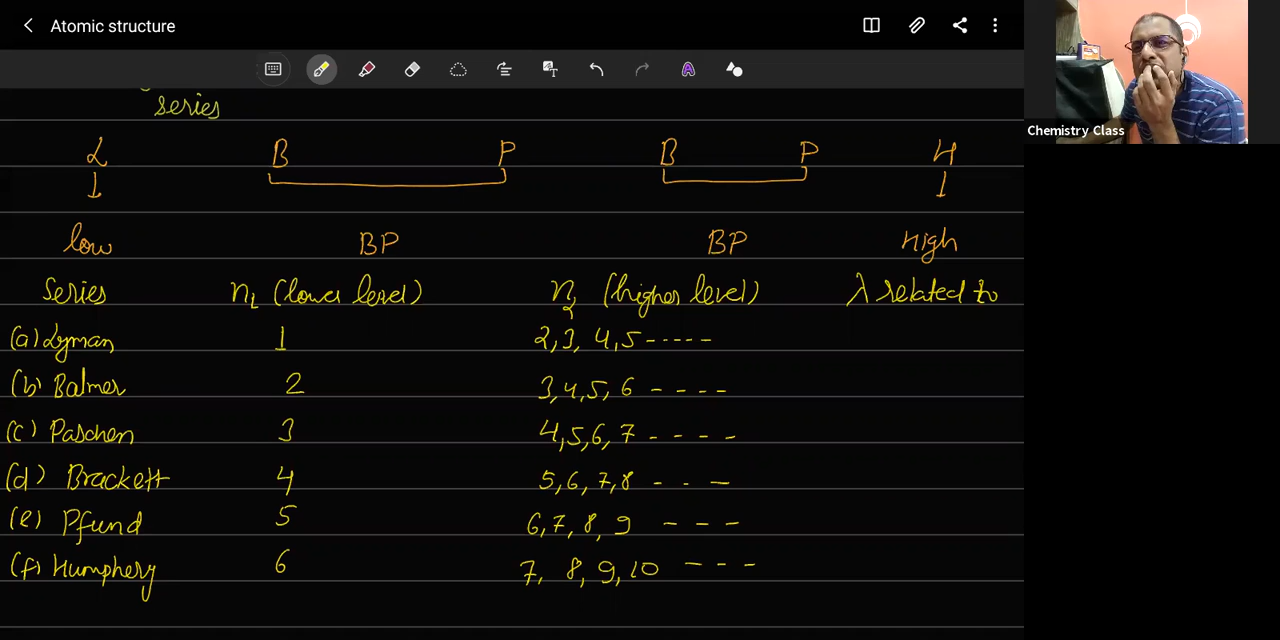 Atomic structure
Chemistry Class
series
L B P B P H
low BP BP High
Series n1 (lower level) n2 (higher level) λ related to
(a) Lyman 1 2, 3, 4, 5 -----
(b) Balmer 2 3, 4, 5, 6 ----
(c) Paschen 3 4, 5, 6, 7 ----
(d) Brackett 4 5, 6, 7, 8 ---
(e) Pfund 5 6, 7, 8, 9 ---
(f) Humphery 6 7, 8, 9, 10 ---